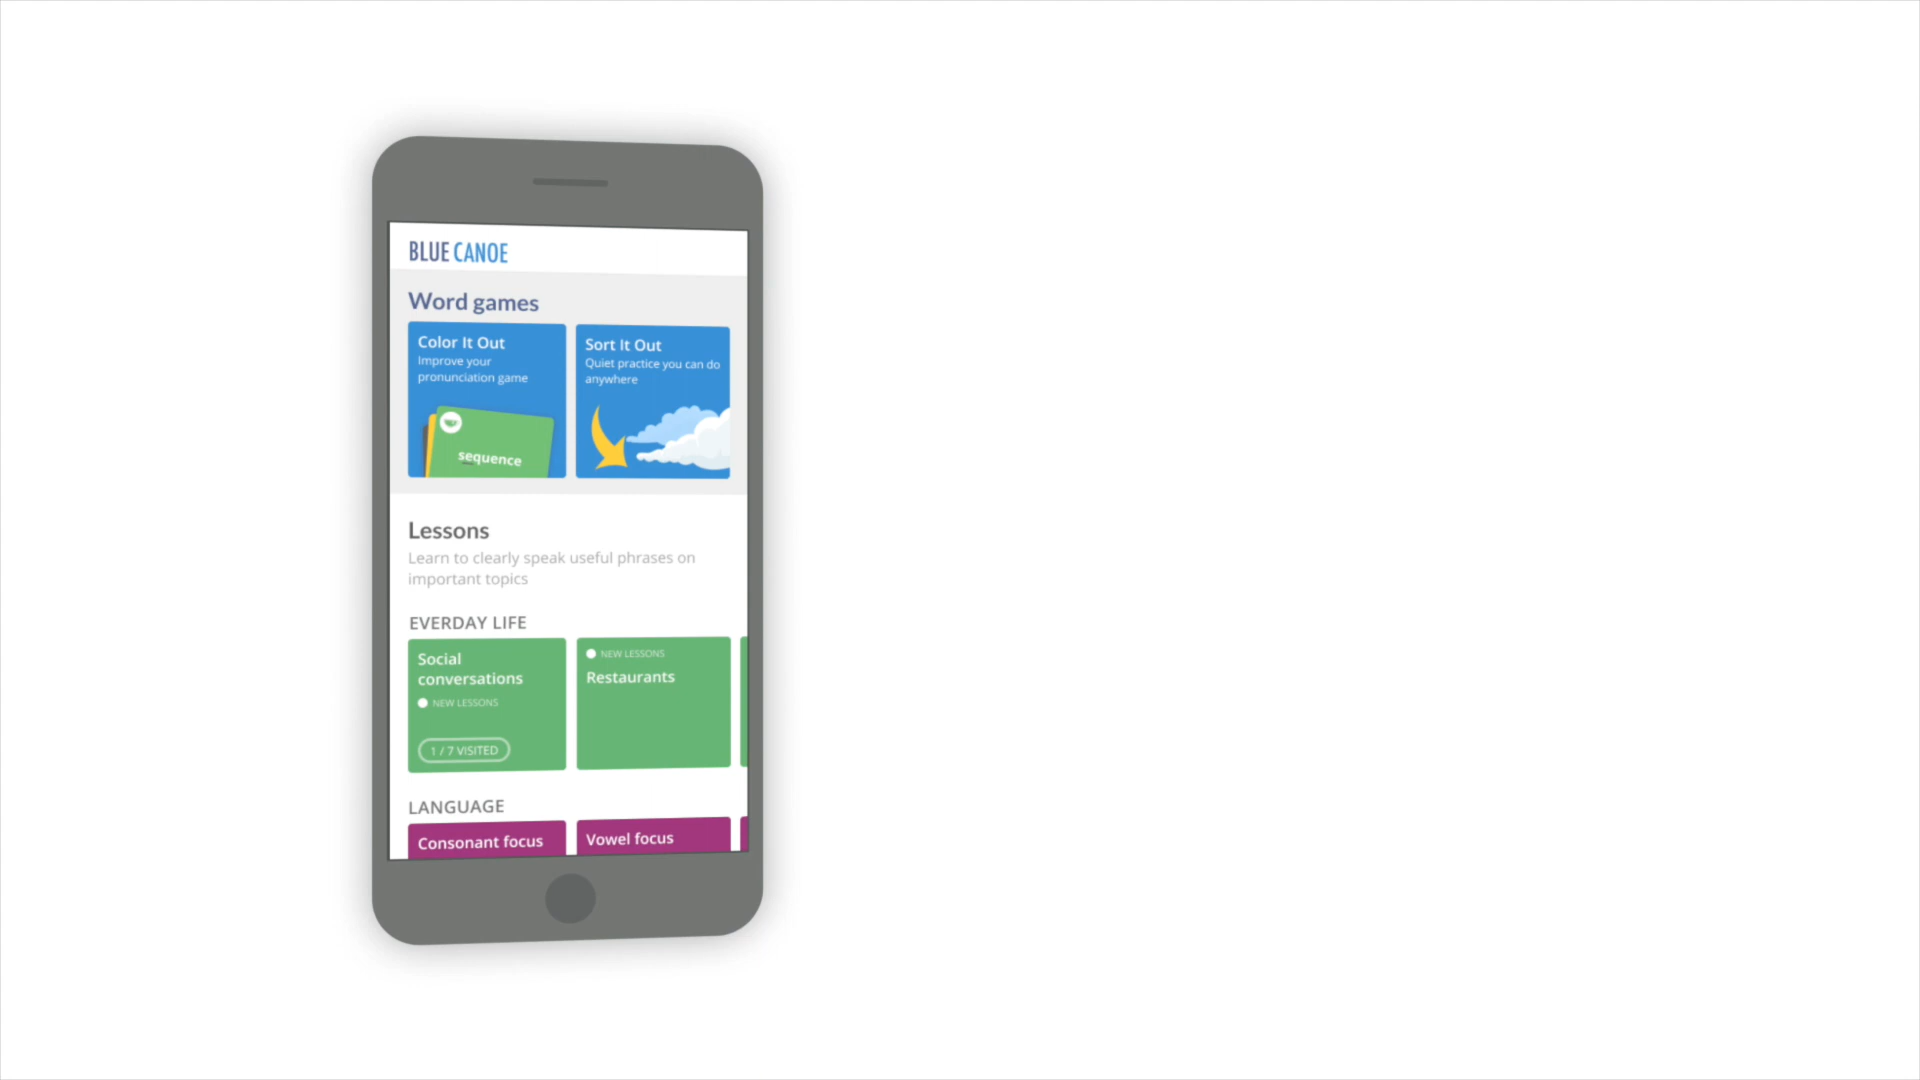 BLUE CANOE
Word games
Color It Out
Improve your
pronunciation game
sequence
Sort It Out
Quiet practice you can do
anywhere
Lessons
Learn to clearly speak useful phrases on
important topics
EVERDAY LIFE
Social
conversations
NEW LESSONS
1 / 7 VISITED
NEW LESSONS
Restaurants
LANGUAGE
Consonant focus
Vowel focus